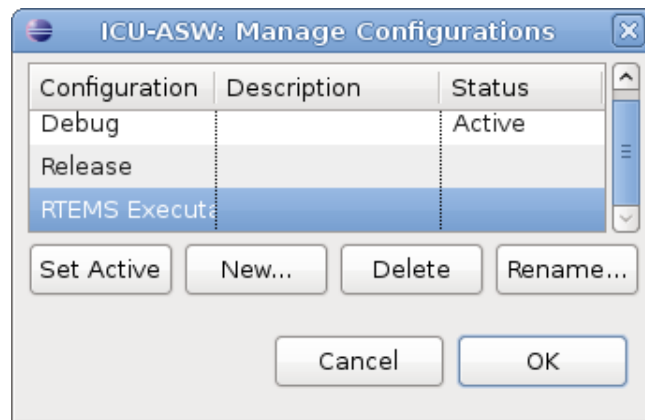 ICU-ASW: Manage Configurations
Configuration Description Status
Debug Active
Release
RTEMS Executa
Set Active New... Delete Rename...
Cancel OK